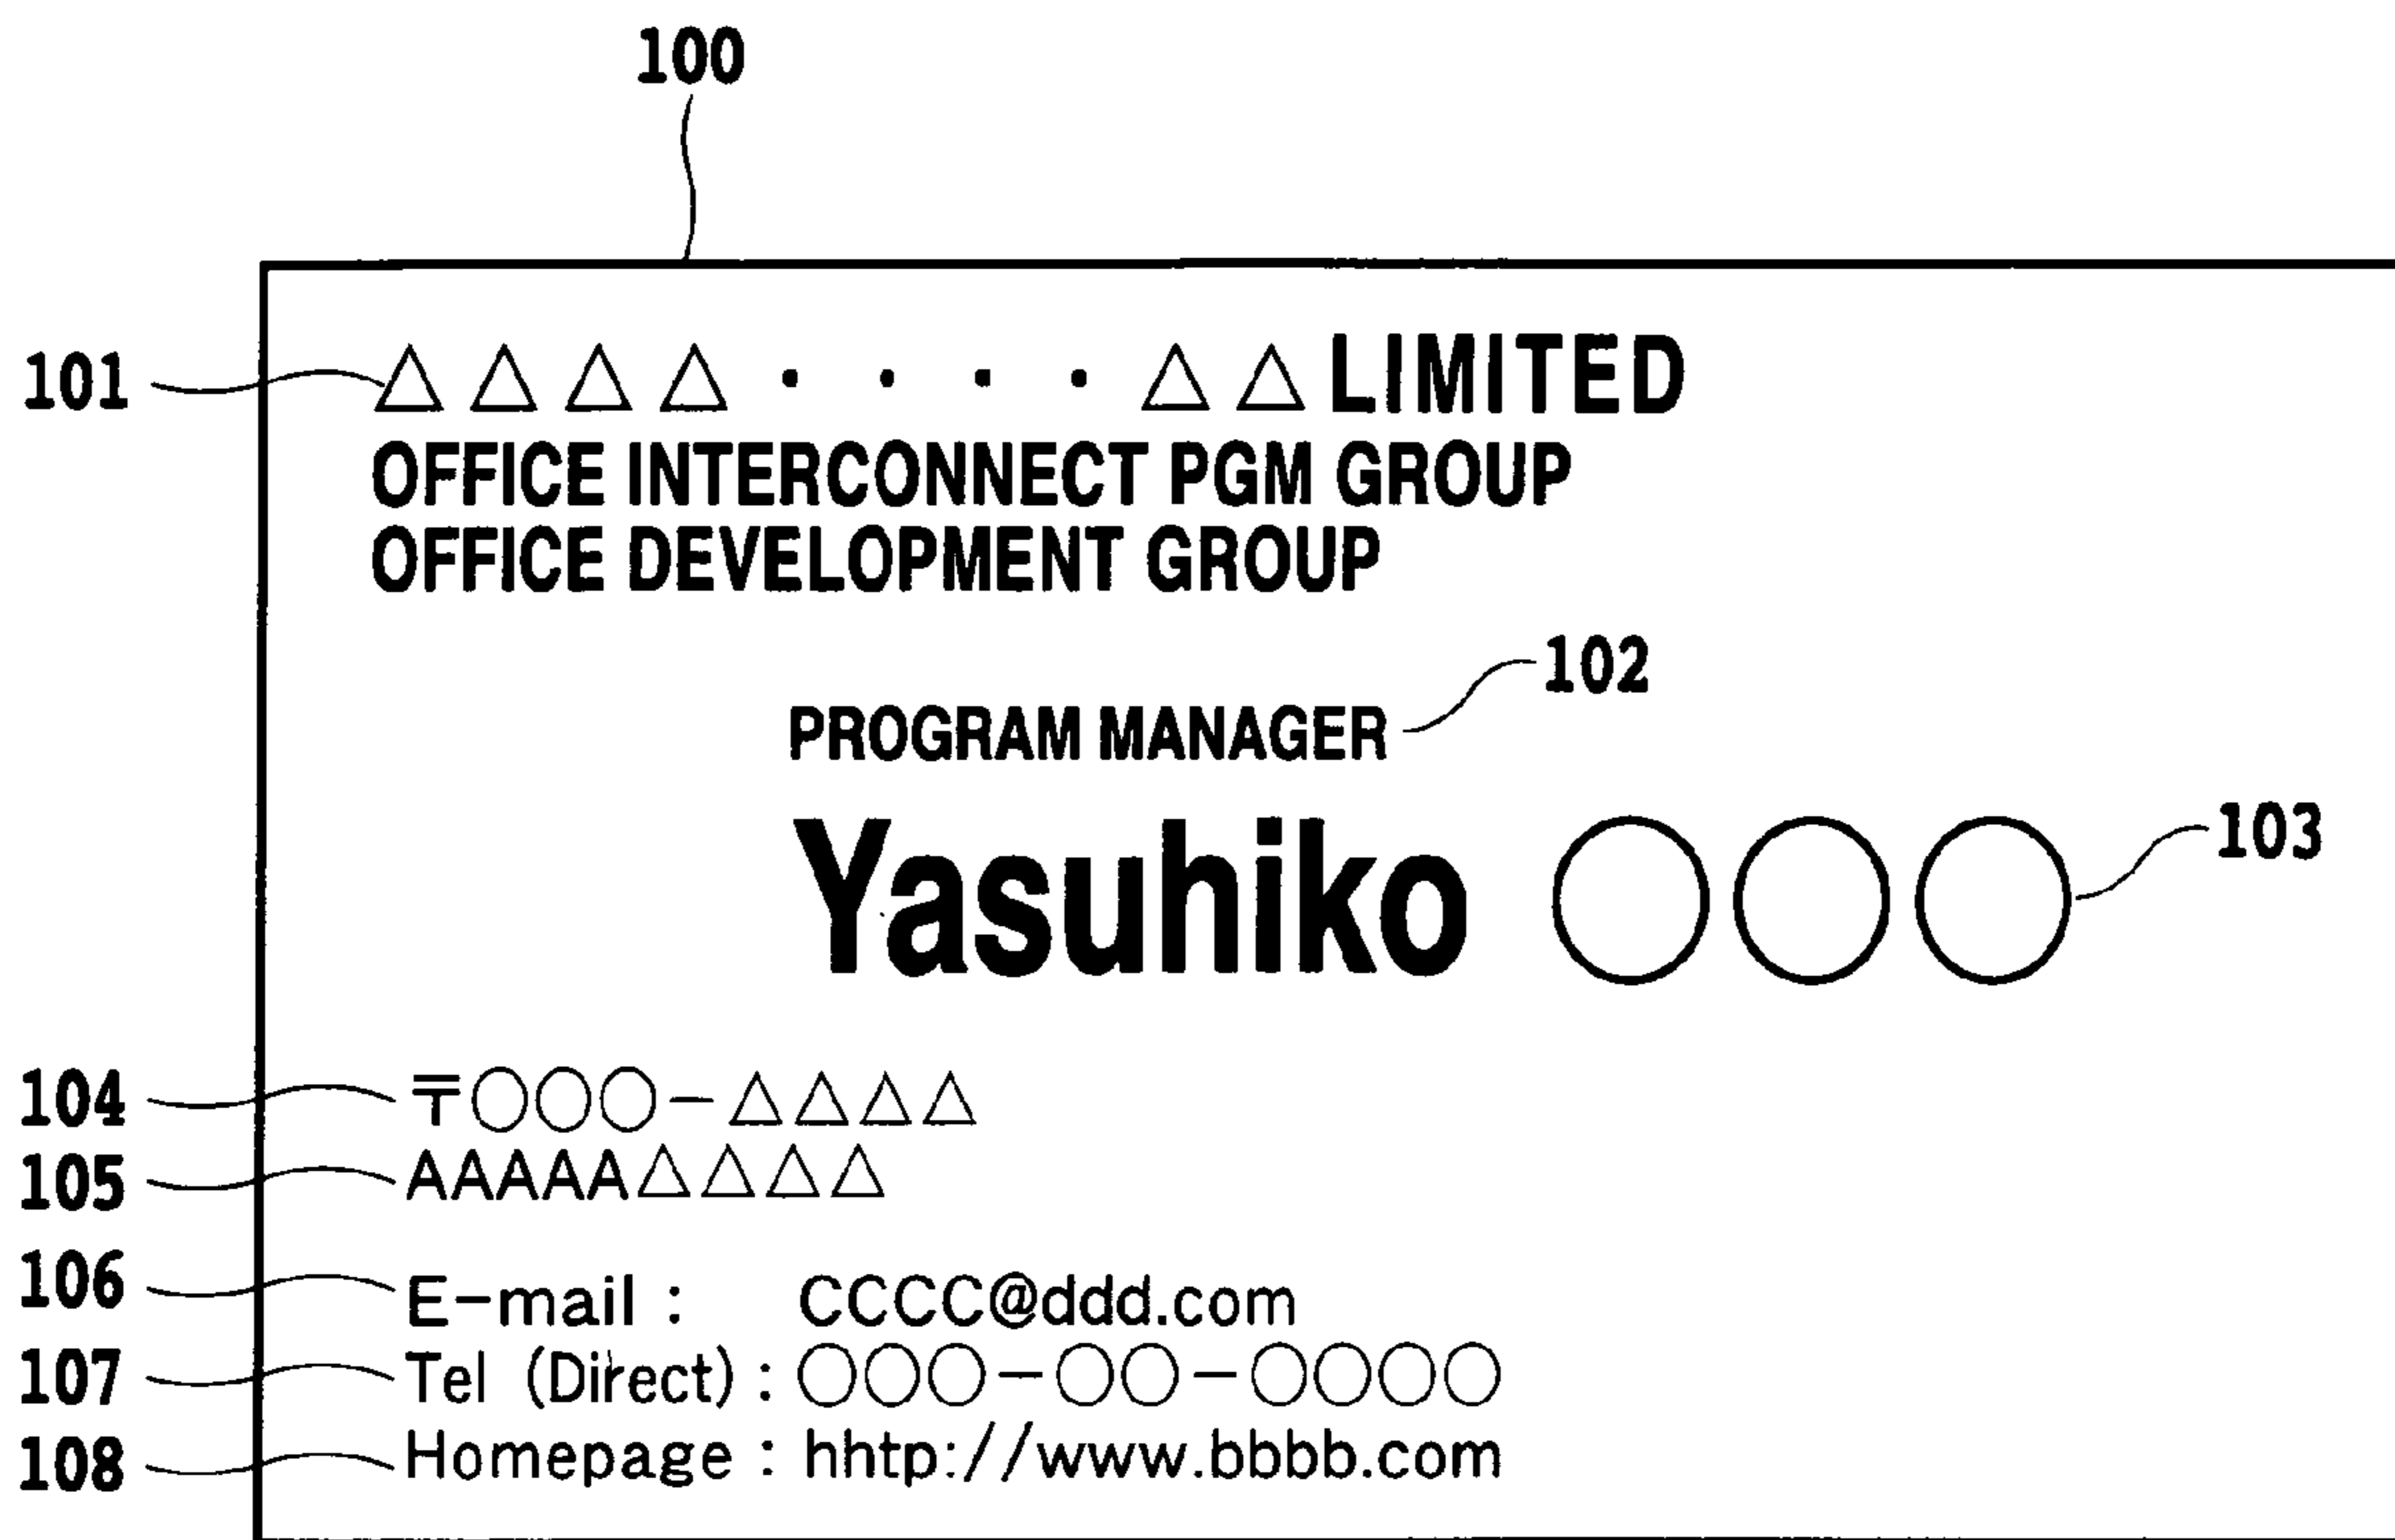 100
101 △△△△・・・・△△LIMITED
OFFICE INTERCONNECT PGM GROUP
OFFICE DEVELOPMENT GROUP
102
PROGRAM MANAGER
Yasuhiko ○○○ 103
104 〒○○○-△△△△
105 AAAAA△△△△
106 E-mail : CCCC@ddd.com
107 Tel (Direct) : ○○○-○○-○○○○
108 Homepage : hhtp://www.bbbb.com